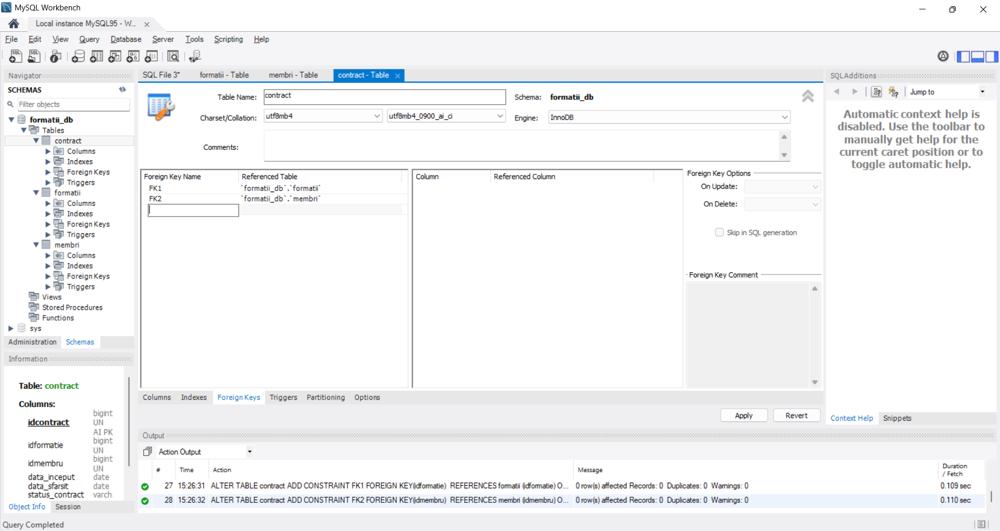 MySQL Workbench
Local instance MySQL95 - W...
File Edit View Query Database Server Tools Scripting Help
Navigator
SCHEMAS
Filter objects
formatii_db
Tables
contract
Columns
Indexes
Foreign Keys
Triggers
formatii
Columns
Indexes
Foreign Keys
Triggers
membri
Columns
Indexes
Foreign Keys
Triggers
Views
Stored Procedures
Functions
sys
Administration Schemas
Information
Table: contract
Columns:
idcontract bigint UN AI PK
idformatie bigint UN
idmembru bigint UN
data_inceput date
data_sfarsit date
status_contract varch
Object Info Session
SQL File 3* formatii - Table membri - Table contract - Table
Table Name: contract Schema: formatii_db
Charset/Collation: utf8mb4 utf8mb4_0900_ai_ci Engine: InnoDB
Comments:
Foreign Key Name Referenced Table
FK1 `formatii_db`.`formatii`
FK2 `formatii_db`.`membri`
Column Referenced Column
Foreign Key Options
On Update:
On Delete:
Skip in SQL generation
Foreign Key Comment
Columns Indexes Foreign Keys Triggers Partitioning Options
Apply Revert
SQLAdditions
Jump to
Automatic context help is
disabled. Use the toolbar to
manually get help for the
current caret position or to
toggle automatic help.
Context Help Snippets
Output
Action Output
# Time Action Message Duration / Fetch
27 15:26:31 ALTER TABLE contract ADD CONSTRAINT FK1 FOREIGN KEY(idformatie) REFERENCES formatii (idformatie) O... 0 row(s) affected Records: 0 Duplicates: 0 Warnings: 0 0.109 sec
28 15:26:32 ALTER TABLE contract ADD CONSTRAINT FK2 FOREIGN KEY(idmembru) REFERENCES membri (idmembru) O... 0 row(s) affected Records: 0 Duplicates: 0 Warnings: 0 0.110 sec
Query Completed